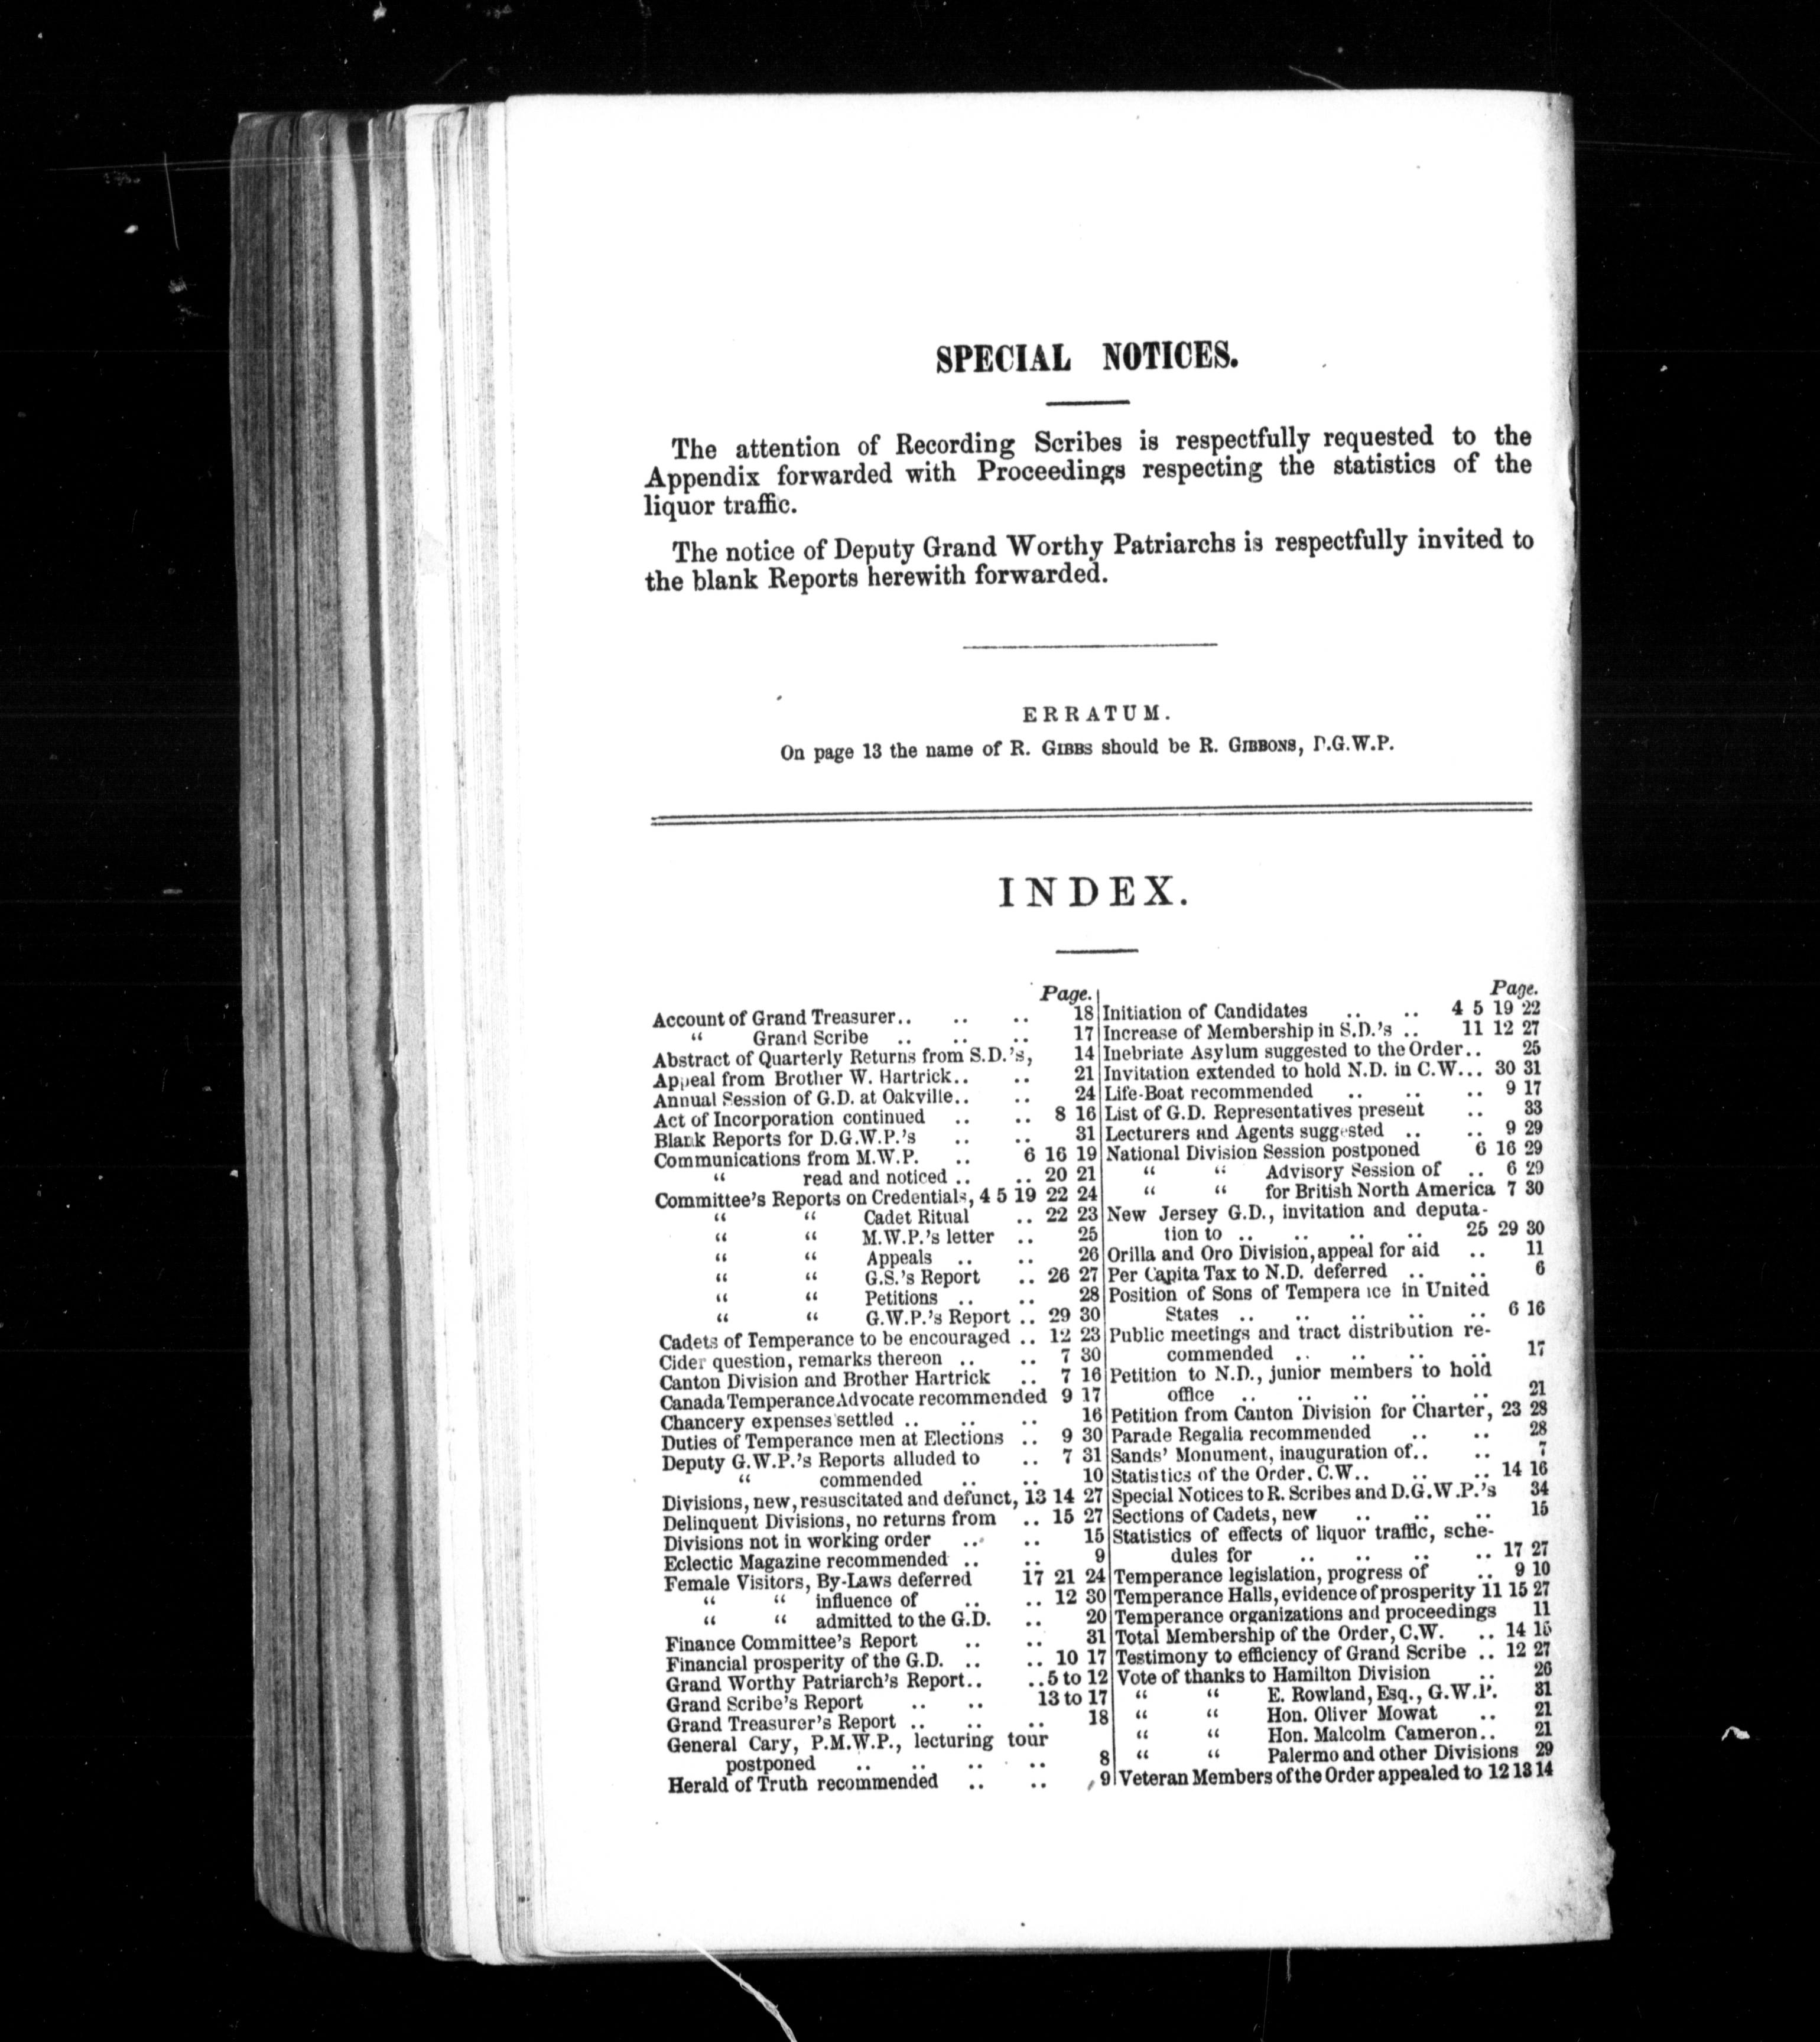 SPECIAL NOTICES.
The attention of Recording Scribes is respectfully requested to the
Appendix forwarded with Proceedings respecting the statistics of the
liquor traffic.
The notice of Deputy Grand Worthy Patriarchs is respectfully invited to
the blank Reports herewith forwarded.
ERRATUM.
On page 13 the name of R. GIBBS should be R. GIBBONS, D.G.W.P.
INDEX.
Page.
Account of Grand Treasurer.. .. .. 18
“ Grand Scribe .. .. .. 17
Abstract of Quarterly Returns from S.D.'s, 14
Appeal from Brother W. Hartrick.. .. 21
Annual Session of G.D. at Oakville.. .. 24
Act of Incorporation continued .. .. 8 16
Blank Reports for D.G.W.P.'s .. .. 31
Communications from M.W.P. .. 6 16 19
“ read and noticed .. .. 20 21
Committee's Reports on Credentials, 4 5 19 22 24
“ “ Cadet Ritual .. 22 23
“ “ M.W.P.'s letter .. 25
“ “ Appeals .. .. 26
“ “ G.S.'s Report .. 26 27
“ “ Petitions .. .. 28
“ “ G.W.P.'s Report .. 29 30
Cadets of Temperance to be encouraged .. 12 23
Cider question, remarks thereon .. .. 7 30
Canton Division and Brother Hartrick .. 7 16
Canada Temperance Advocate recommended 9 17
Chancery expenses settled .. .. .. 16
Duties of Temperance men at Elections .. 9 30
Deputy G.W.P.'s Reports alluded to .. 7 31
“ commended .. .. 10
Divisions, new, resuscitated and defunct, 13 14 27
Delinquent Divisions, no returns from .. 15 27
Divisions not in working order .. .. 15
Eclectic Magazine recommended .. .. 9
Female Visitors, By-Laws deferred 17 21 24
“ “ influence of .. .. 12 30
“ “ admitted to the G.D. .. 20
Finance Committee's Report .. .. 31
Financial prosperity of the G.D. .. .. 10 17
Grand Worthy Patriarch's Report.. ..5 to 12
Grand Scribe's Report .. .. 13 to 17
Grand Treasurer's Report .. .. .. 18
General Cary, P.M.W.P., lecturing tour
postponed .. .. .. .. 8
Herald of Truth recommended .. .. 9
Page.
Initiation of Candidates .. .. 4 5 19 22
Increase of Membership in S.D.'s .. 11 12 27
Inebriate Asylum suggested to the Order.. 25
Invitation extended to hold N.D. in C.W... 30 31
Life-Boat recommended .. .. .. 9 17
List of G.D. Representatives present .. 33
Lecturers and Agents suggested .. .. 9 29
National Division Session postponed 6 16 29
“ “ Advisory Session of .. 6 29
“ “ for British North America 7 30
New Jersey G.D., invitation and deputa-
tion to .. .. .. .. 25 29 30
Orilla and Oro Division, appeal for aid .. 11
Per Capita Tax to N.D. deferred .. .. 6
Position of Sons of Temperance in United
States .. .. .. .. .. 6 16
Public meetings and tract distribution re-
commended .. .. .. .. 17
Petition to N.D., junior members to hold
office .. .. .. .. .. 21
Petition from Canton Division for Charter, 23 28
Parade Regalia recommended .. .. 28
Sands' Monument, inauguration of.. .. 7
Statistics of the Order. C.W.. .. .. 14 16
Special Notices to R. Scribes and D.G.W.P.'s 34
Sections of Cadets, new .. .. .. 15
Statistics of effects of liquor traffic, sche-
dules for .. .. .. .. 17 27
Temperance legislation, progress of .. 9 10
Temperance Halls, evidence of prosperity 11 15 27
Temperance organizations and proceedings 11
Total Membership of the Order, C.W. .. 14 15
Testimony to efficiency of Grand Scribe .. 12 27
Vote of thanks to Hamilton Division .. 26
“ “ E. Rowland, Esq., G.W.P. 31
“ “ Hon. Oliver Mowat .. 21
“ “ Hon. Malcolm Cameron.. 21
“ “ Palermo and other Divisions 29
Veteran Members of the Order appealed to 12 13 14